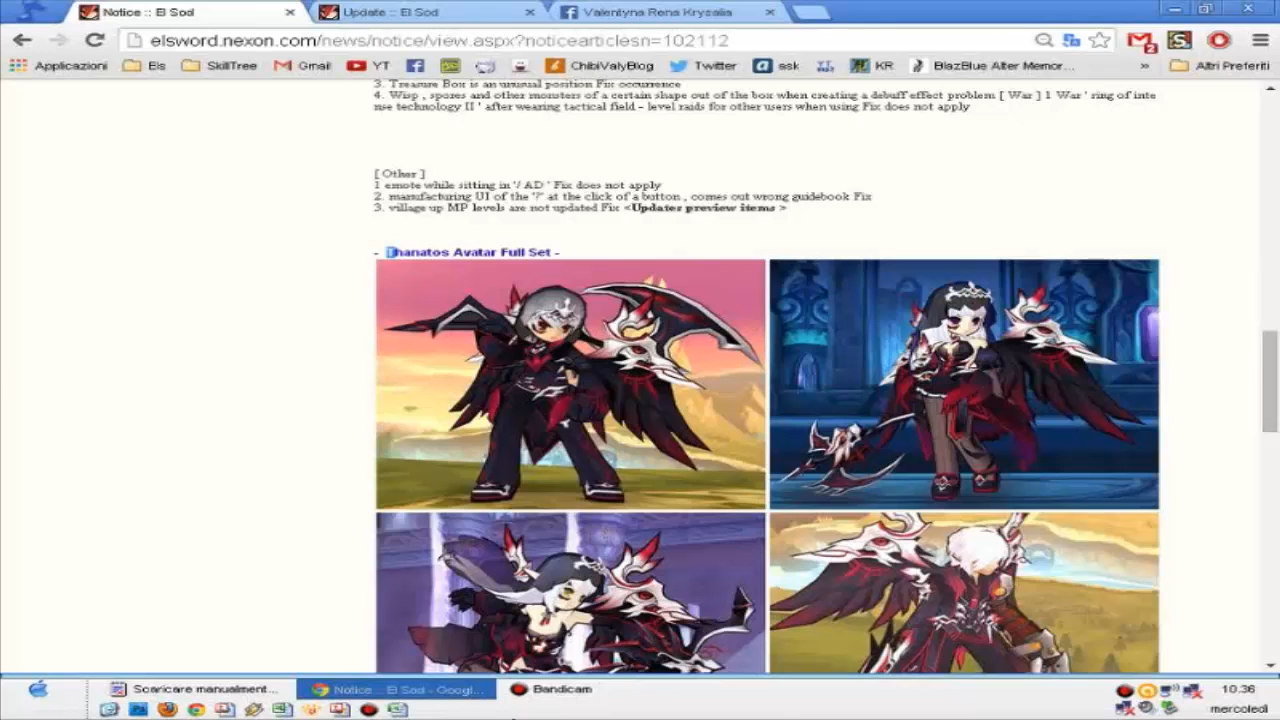 Notice :: El Sod
Update :: El Sod
Valentyna Rena Krysalia
elsword.nexon.com/news/notice/view.aspx?noticearticlesn=102112
2
Applicazioni
Els
SkillTree
Gmail
YT
ChibiValyBlog
Twitter
ask
KR
BlazBlue Alter Memor...
»
Altri Preferiti
3. Treasure Box is an unusual position Fix occurrence
4. Wisp , spores and other monsters of a certain shape out of the box when creating a debuff effect problem [ War ] 1 War ' ring of inte
nse technology II ' after wearing tactical field - level raids for other users when using Fix does not apply
[ Other ]
1 emote while sitting in '/ AD ' Fix does not apply
2. manufacturing UI of the '?' at the click of a button , comes out wrong guidebook Fix
3. village up MP levels are not updated Fix <Updates preview items >
- Thanatos Avatar Full Set -
Scaricare manualment...
Notice :: El Sod - Googl...
Bandicam
10.36
mercoledì